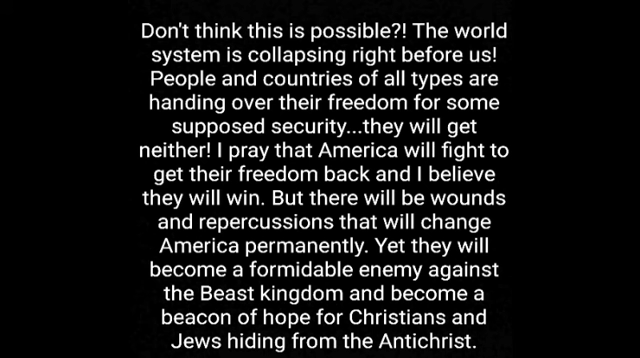 Don't think this is possible?! The world
system is collapsing right before us!
People and countries of all types are
handing over their freedom for some
supposed security...they will get
neither! I pray that America will fight to
get their freedom back and I believe
they will win. But there will be wounds
and repercussions that will change
America permanently. Yet they will
become a formidable enemy against
the Beast kingdom and become a
beacon of hope for Christians and
Jews hiding from the Antichrist.